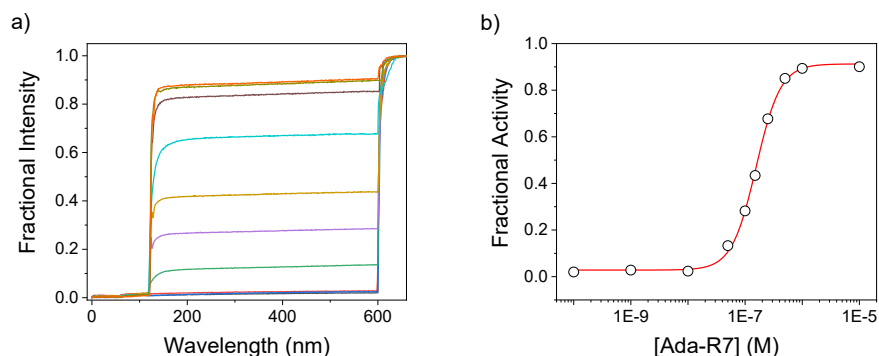 a)
1.0
0.8
0.6
0.4
0.2
0.0
Fractional Intensity
0 200 400 600
Wavelength (nm)
b)
1.0
0.8
0.6
0.4
0.2
0.0
Fractional Activity
1E-9 1E-7 1E-5
[Ada-R7] (M)